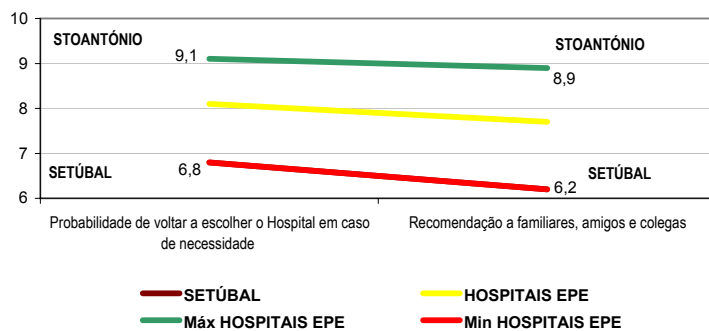 10
STOANTÓNIO
STOANTÓNIO
9,1
9
8,9
8
7
SETÚBAL
6,8
SETÚBAL
6,2
6
Probabilidade de voltar a escolher o Hospital em caso
de necessidade
Recomendação a familiares, amigos e colegas
SETÚBAL
HOSPITAIS EPE
Máx HOSPITAIS EPE
Min HOSPITAIS EPE